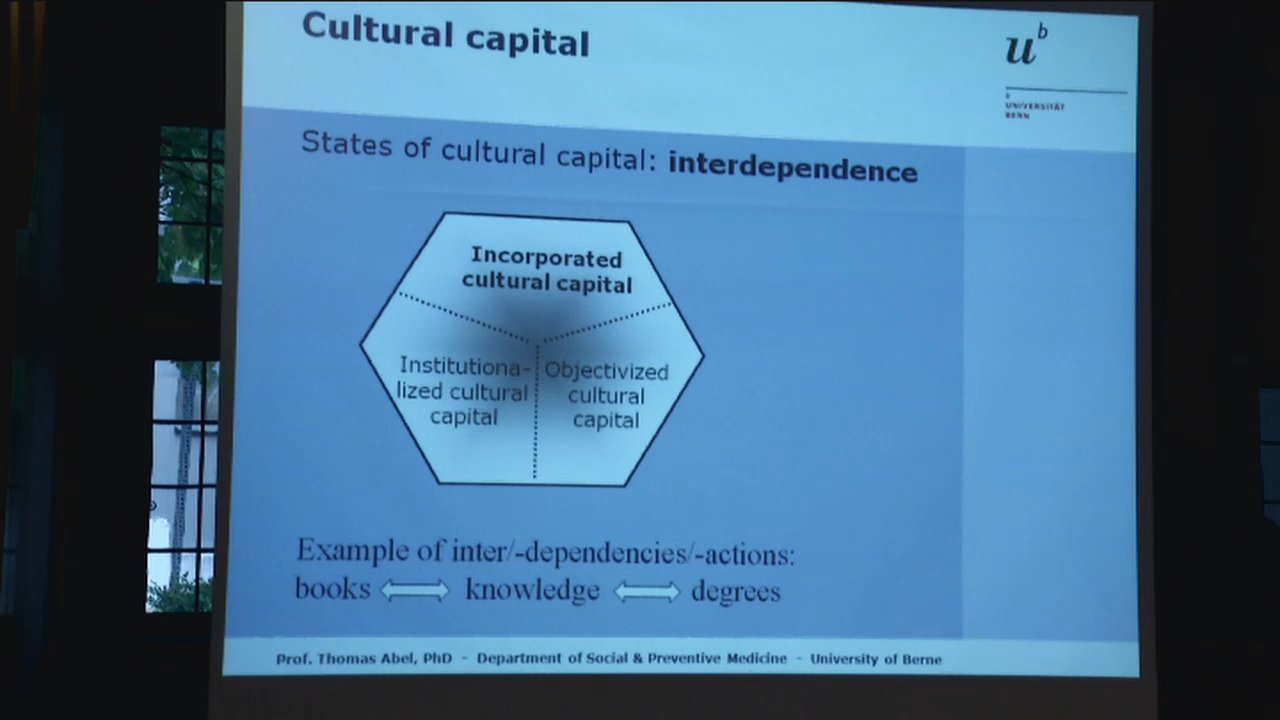 Cultural capital
u^b
b
UNIVERSITÄT
BERN
States of cultural capital: interdependence
Incorporated
cultural capital
Institutiona-
lized cultural
capital
Objectivized
cultural
capital
Example of inter/-dependencies/-actions:
books knowledge degrees
Prof. Thomas Abel, PhD - Department of Social & Preventive Medicine - University of Berne